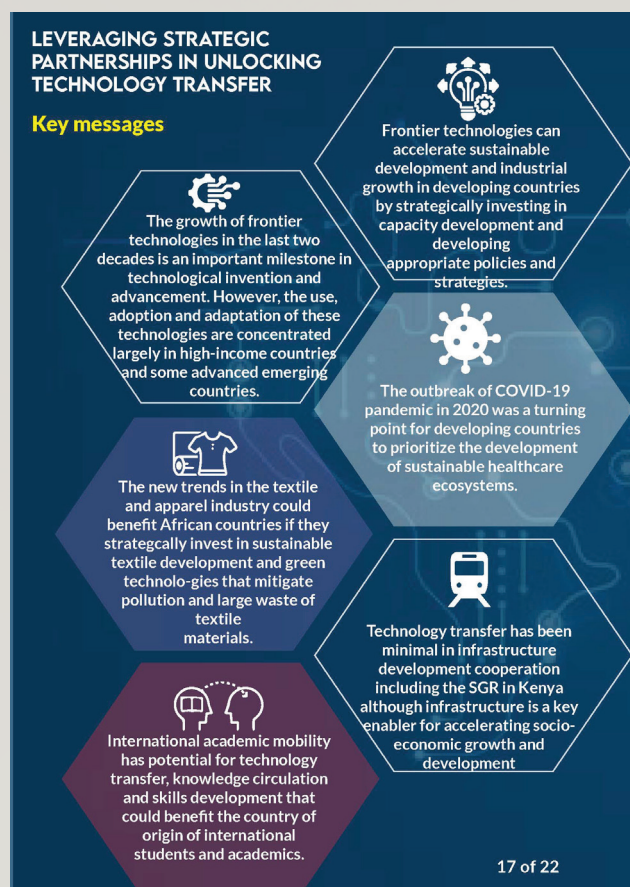 LEVERAGING STRATEGIC
PARTNERSHIPS IN UNLOCKING
TECHNOLOGY TRANSFER
Key messages
Frontier technologies can
accelerate sustainable
development and industrial
growth in developing countries
by strategically investing in
capacity development and
developing
appropriate policies and
strategies.
The growth of frontier
technologies in the last two
decades is an important milestone in
technological invention and
advancement. However, the use,
adoption and adaptation of these
technologies are concentrated
largely in high-income countries
and some advanced emerging
countries.
The outbreak of COVID-19
pandemic in 2020 was a turning
point for developing countries
to prioritize the development
of sustainable healthcare
ecosystems.
The new trends in the textile
and apparel industry could
benefit African countries if they
strategcally invest in sustainable
textile development and green
technolo-gies that mitigate
pollution and large waste of
textile
materials.
Technology transfer has been
minimal in infrastructure
development cooperation
including the SGR in Kenya
although infrastructure is a key
enabler for accelerating socio-
economic growth and
development
International academic mobility
has potential for technology
transfer, knowledge circulation
and skills development that
could benefit the country of
origin of international
students and academics.
17 of 22